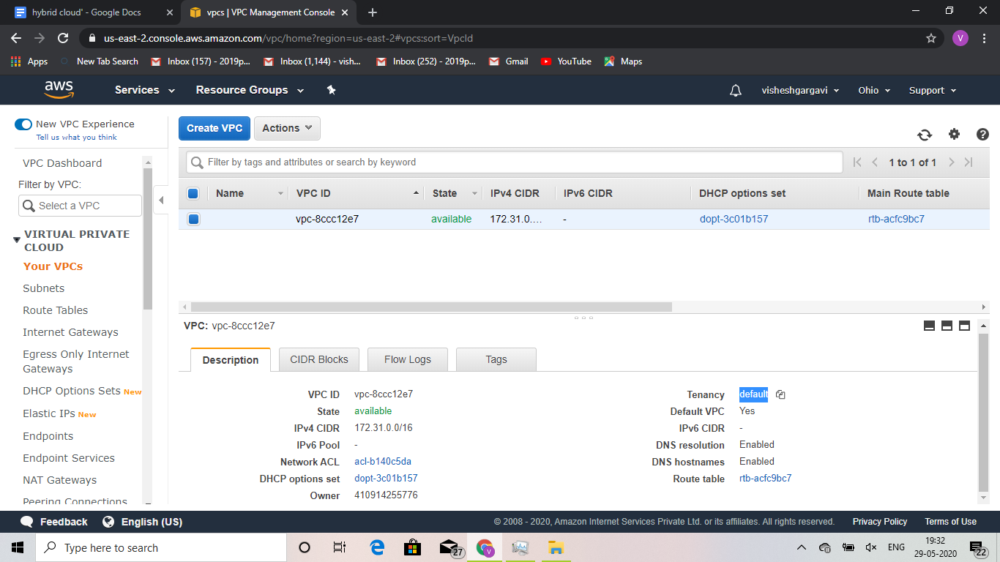 hybrid cloud' - Google Docs
vpcs | VPC Management Console
us-east-2.console.aws.amazon.com/vpc/home?region=us-east-2#vpcs:sort=VpcId
V
Apps
New Tab Search
Inbox (157) - 2019p...
Inbox (1,144) - vish...
Inbox (252) - 2019p...
Gmail
YouTube
Maps
aws
Services
Resource Groups
visheshgargavi
Ohio
Support
New VPC Experience
Tell us what you think
VPC Dashboard
Filter by VPC:
Select a VPC
VIRTUAL PRIVATE
CLOUD
Your VPCs
Subnets
Route Tables
Internet Gateways
Egress Only Internet
Gateways
DHCP Options Sets New
Elastic IPs New
Endpoints
Endpoint Services
NAT Gateways
Peering Connections
Create VPC
Actions
Filter by tags and attributes or search by keyword
1 to 1 of 1
Name
VPC ID
State
IPv4 CIDR
IPv6 CIDR
DHCP options set
Main Route table
vpc-8ccc12e7
available
172.31.0....
-
dopt-3c01b157
rtb-acfc9bc7
VPC: vpc-8ccc12e7
Description
CIDR Blocks
Flow Logs
Tags
VPC ID vpc-8ccc12e7
State available
IPv4 CIDR 172.31.0.0/16
IPv6 Pool -
Network ACL acl-b140c5da
DHCP options set dopt-3c01b157
Owner 410914255776
Tenancy default
Default VPC Yes
IPv6 CIDR -
DNS resolution Enabled
DNS hostnames Enabled
Route table rtb-acfc9bc7
Feedback
English (US)
© 2008 - 2020, Amazon Internet Services Private Ltd. or its affiliates. All rights reserved.
Privacy Policy
Terms of Use
Type here to search
27
V
ENG
19:32
29-05-2020
22